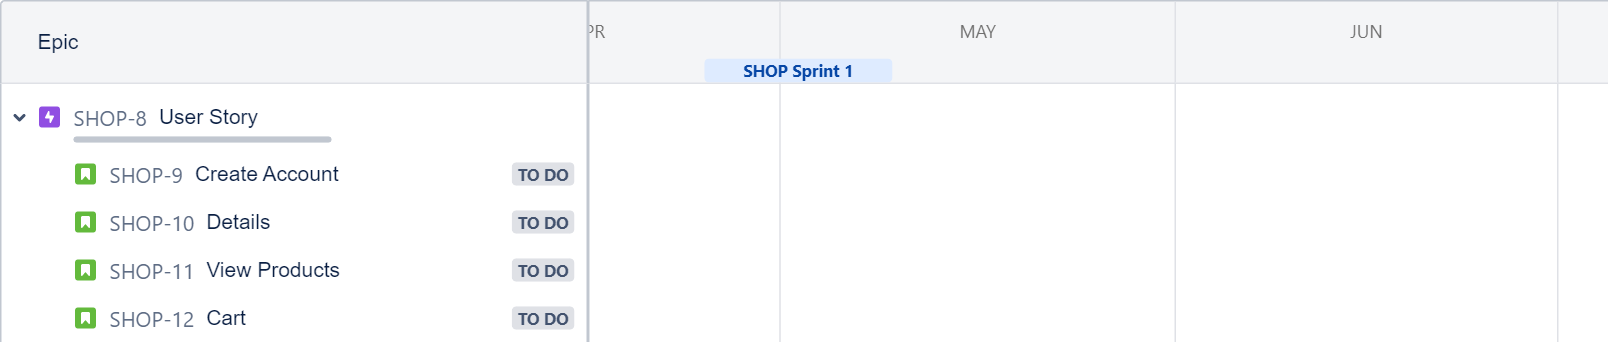 Epic
PR MAY JUN
SHOP Sprint 1
SHOP-8 User Story
SHOP-9 Create Account TO DO
SHOP-10 Details TO DO
SHOP-11 View Products TO DO
SHOP-12 Cart TO DO